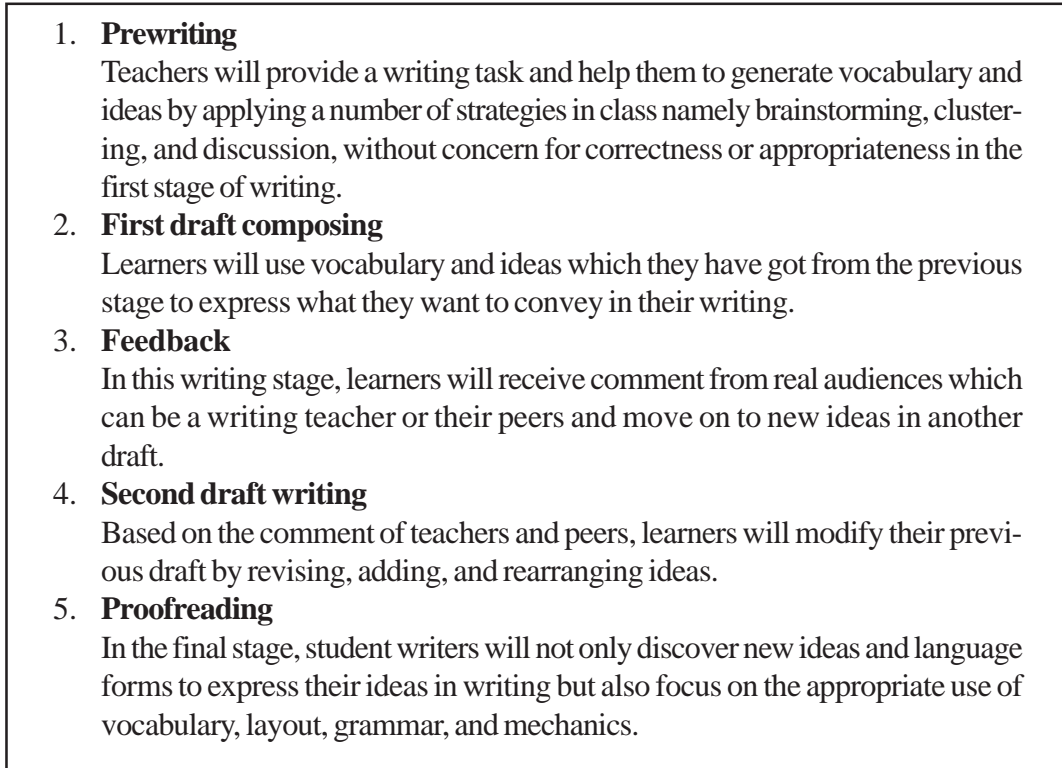 1. Prewriting
Teachers will provide a writing task and help them to generate vocabulary and
ideas by applying a number of strategies in class namely brainstorming, cluster-
ing, and discussion, without concern for correctness or appropriateness in the
first stage of writing.
2. First draft composing
Learners will use vocabulary and ideas which they have got from the previous
stage to express what they want to convey in their writing.
3. Feedback
In this writing stage, learners will receive comment from real audiences which
can be a writing teacher or their peers and move on to new ideas in another
draft.
4. Second draft writing
Based on the comment of teachers and peers, learners will modify their previ-
ous draft by revising, adding, and rearranging ideas.
5. Proofreading
In the final stage, student writers will not only discover new ideas and language
forms to express their ideas in writing but also focus on the appropriate use of
vocabulary, layout, grammar, and mechanics.